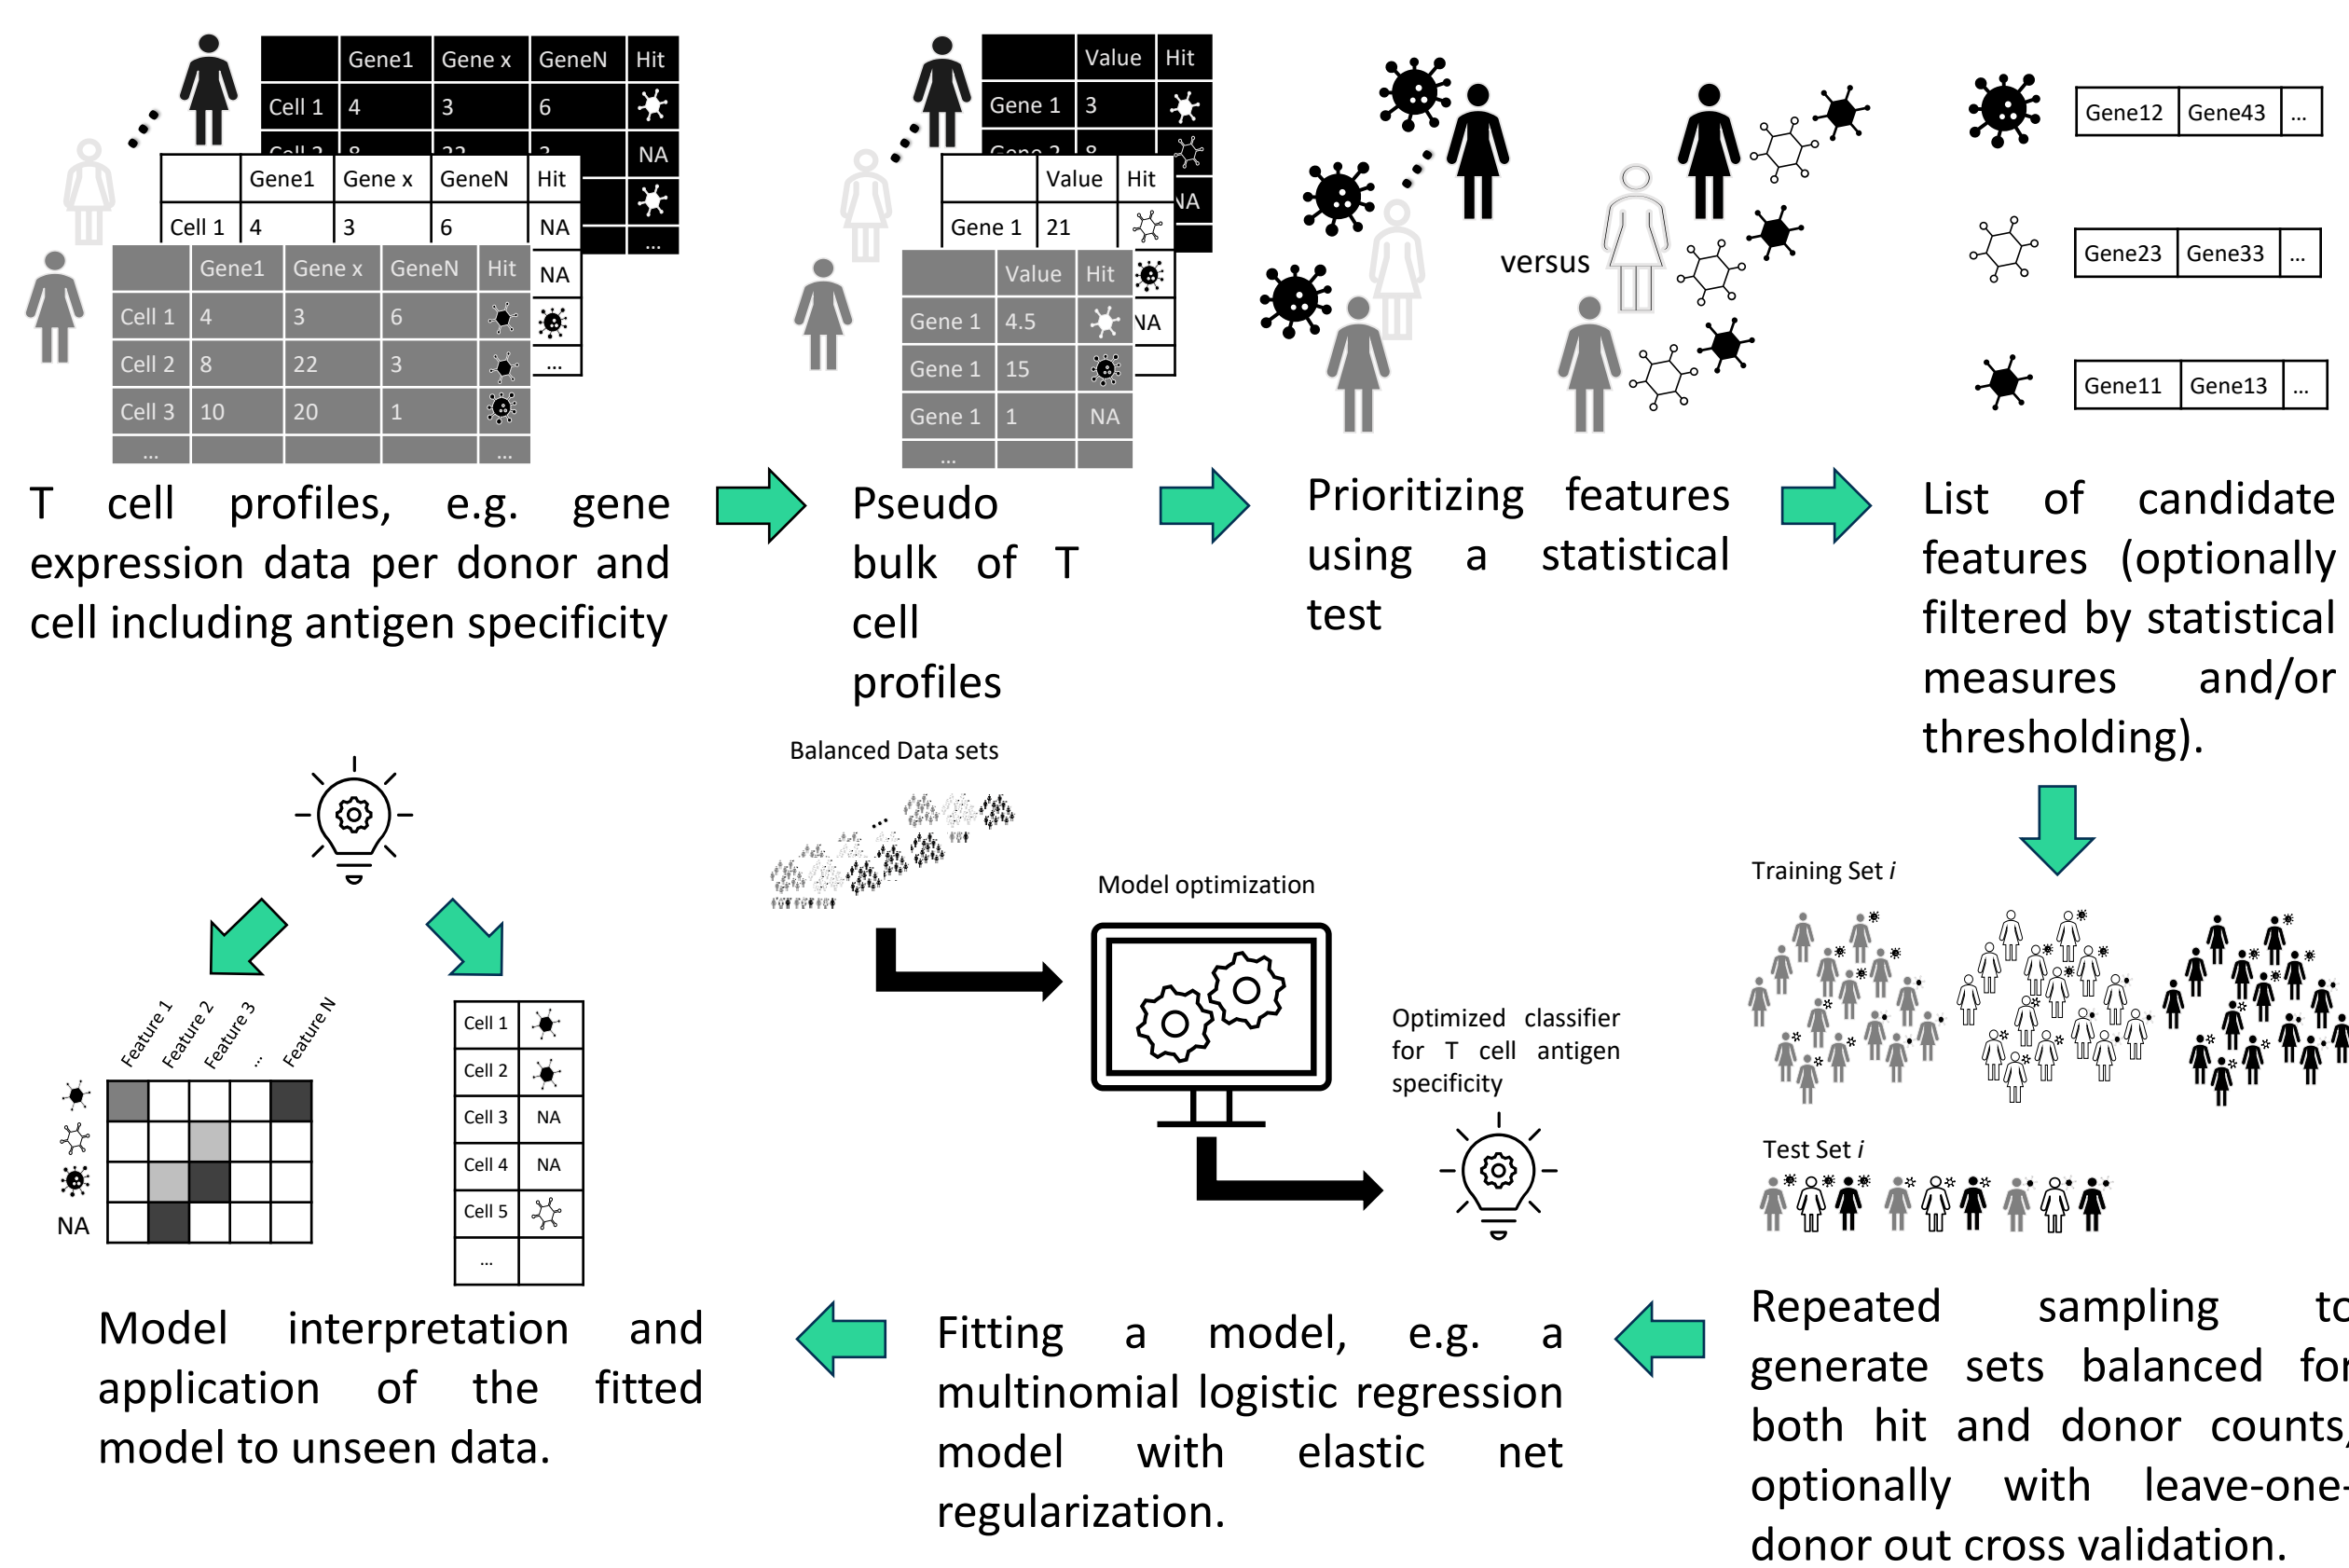 Gene1 Gene x GeneN Hit
Cell 1 4 3 6
NA
...
Gene1 Gene x GeneN Hit
Cell 1 4 3 6 NA
NA
...
Gene1 Gene x GeneN Hit
Cell 1 4 3 6
Cell 2 8 22 3
Cell 3 10 20 1
... ...
T cell profiles, e.g. gene
expression data per donor and
cell including antigen specificity
Value Hit
Gene 1 3
NA
Value Hit
Gene 1 21
NA
Value Hit
Gene 1 4.5
Gene 1 15
Gene 1 1 NA
...
Pseudo
bulk of T
cell
profiles
versus
Prioritizing features
using a statistical
test
Gene12 Gene43 ...
Gene23 Gene33 ...
Gene11 Gene13 ...
List of candidate
features (optionally
filtered by statistical
measures and/or
thresholding).
Training Set i
Test Set i
Repeated sampling to
generate sets balanced for
both hit and donor counts,
optionally with leave-one-
donor out cross validation.
Balanced Data sets
...
Model optimization
Optimized classifier
for T cell antigen
specificity
Fitting a model, e.g. a
multinomial logistic regression
model with elastic net
regularization.
Feature 1 Feature 2 Feature 3 ... Feature N
NA
Cell 1
Cell 2
Cell 3 NA
Cell 4 NA
Cell 5
...
Model interpretation and
application of the fitted
model to unseen data.